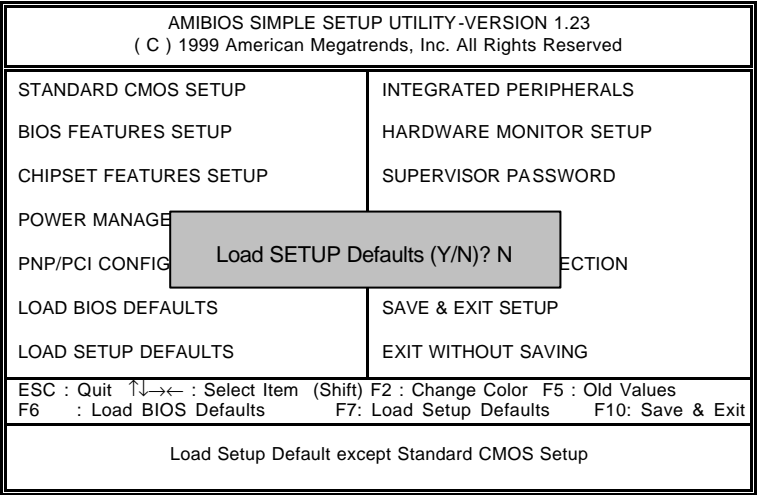 AMIBIOS SIMPLE SETUP UTILITY-VERSION 1.23
( C ) 1999 American Megatrends, Inc. All Rights Reserved
STANDARD CMOS SETUP
BIOS FEATURES SETUP
CHIPSET FEATURES SETUP
POWER MANAGE
PNP/PCI CONFIG
LOAD BIOS DEFAULTS
LOAD SETUP DEFAULTS
INTEGRATED PERIPHERALS
HARDWARE MONITOR SETUP
SUPERVISOR PASSWORD
ECTION
SAVE & EXIT SETUP
EXIT WITHOUT SAVING
Load SETUP Defaults (Y/N)? N
ESC : Quit ↑↓→← : Select Item (Shift) F2 : Change Color F5 : Old Values
F6 : Load BIOS Defaults F7: Load Setup Defaults F10: Save & Exit
Load Setup Default except Standard CMOS Setup